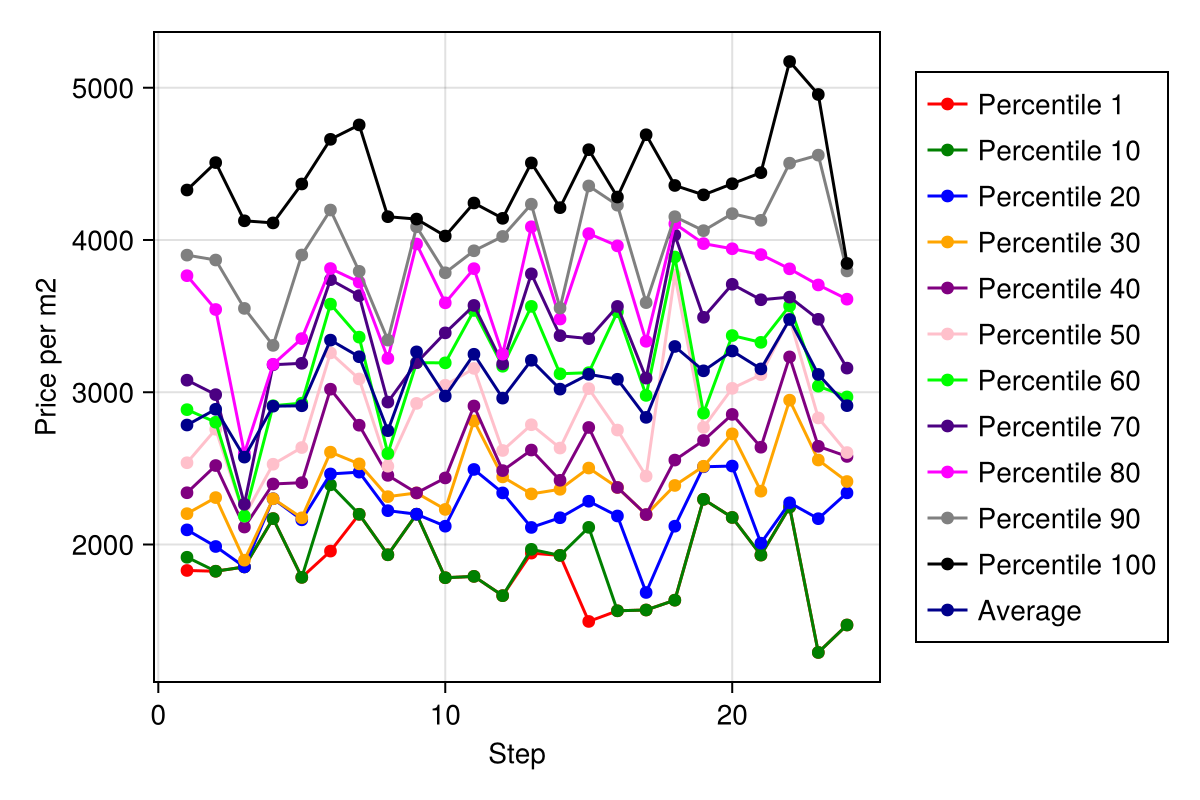 5000
4000
3000
2000
0
10
20
Price per m2
Step
Percentile 1
Percentile 10
Percentile 20
Percentile 30
Percentile 40
Percentile 50
Percentile 60
Percentile 70
Percentile 80
Percentile 90
Percentile 100
Average